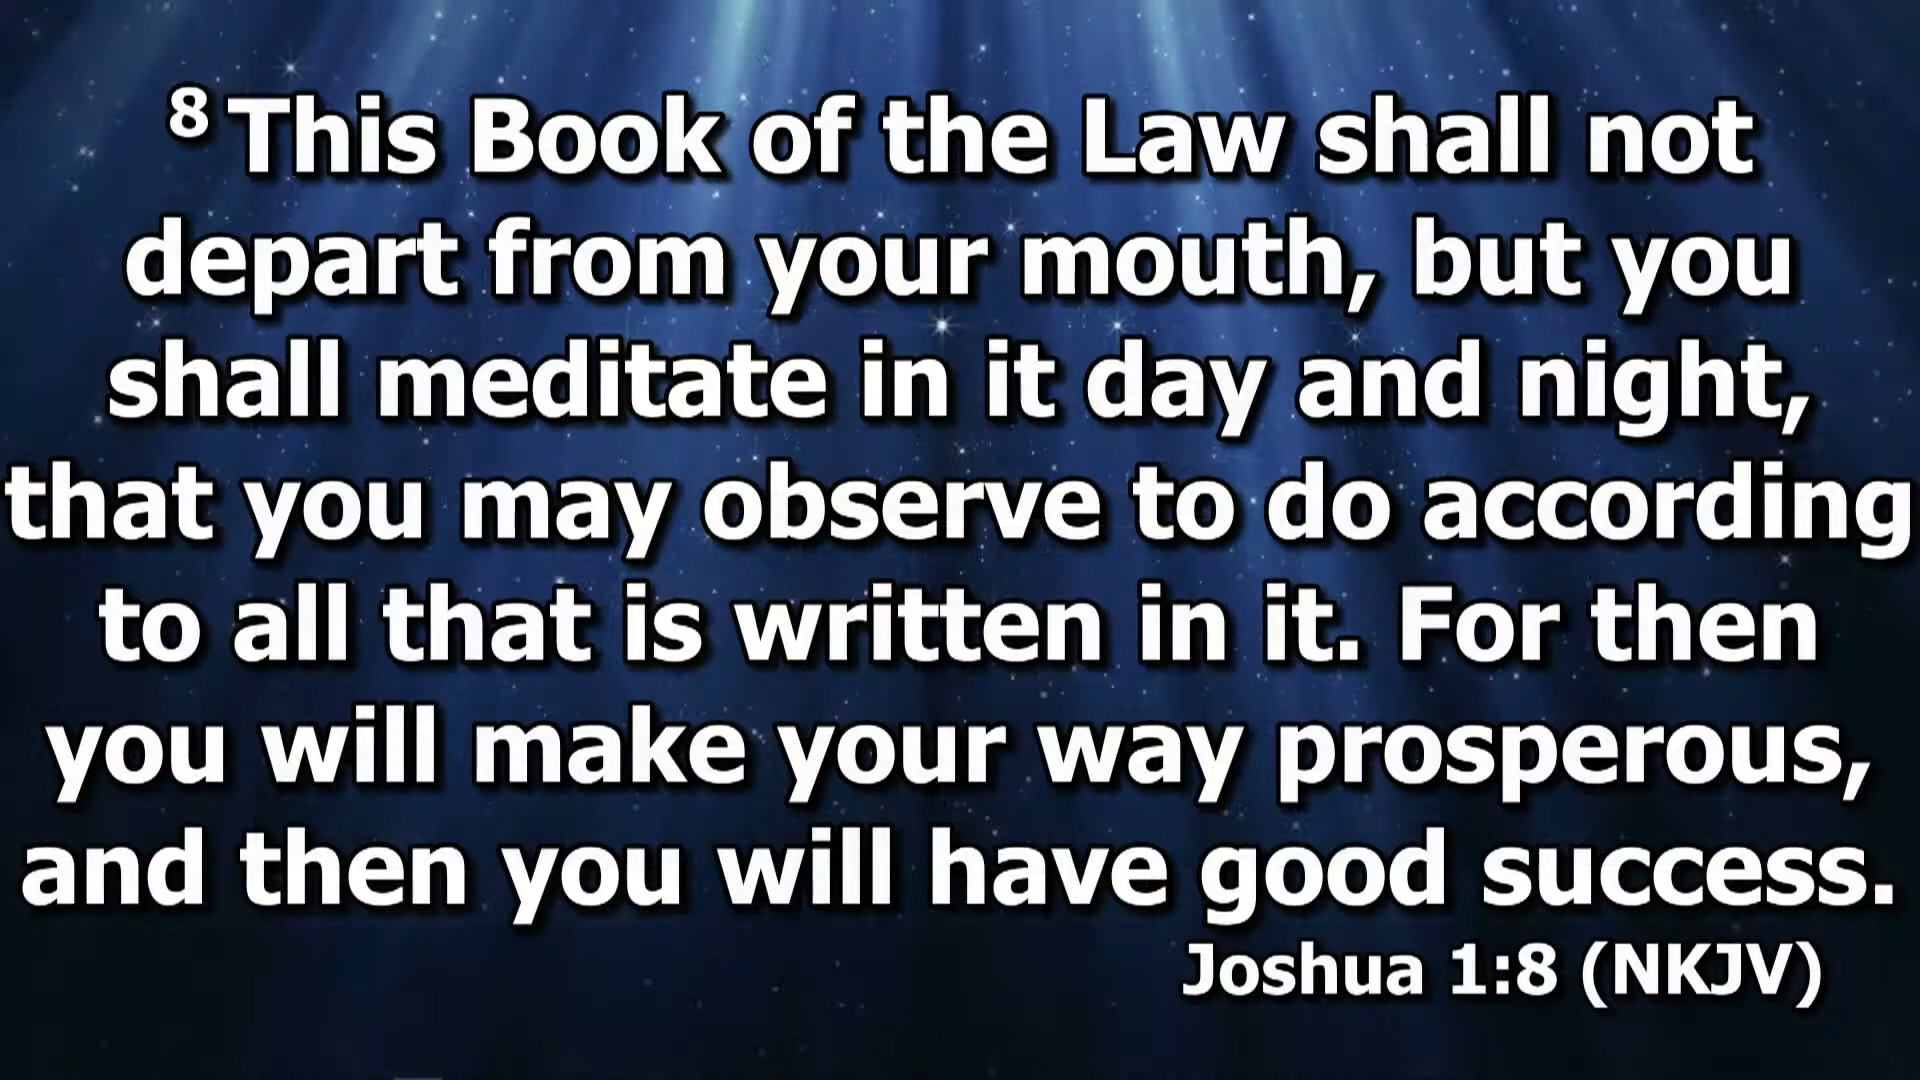 8 This Book of the Law shall not
depart from your mouth, but you
shall meditate in it day and night,
that you may observe to do according
to all that is written in it. For then
you will make your way prosperous,
and then you will have good success.
Joshua 1:8 (NKJV)